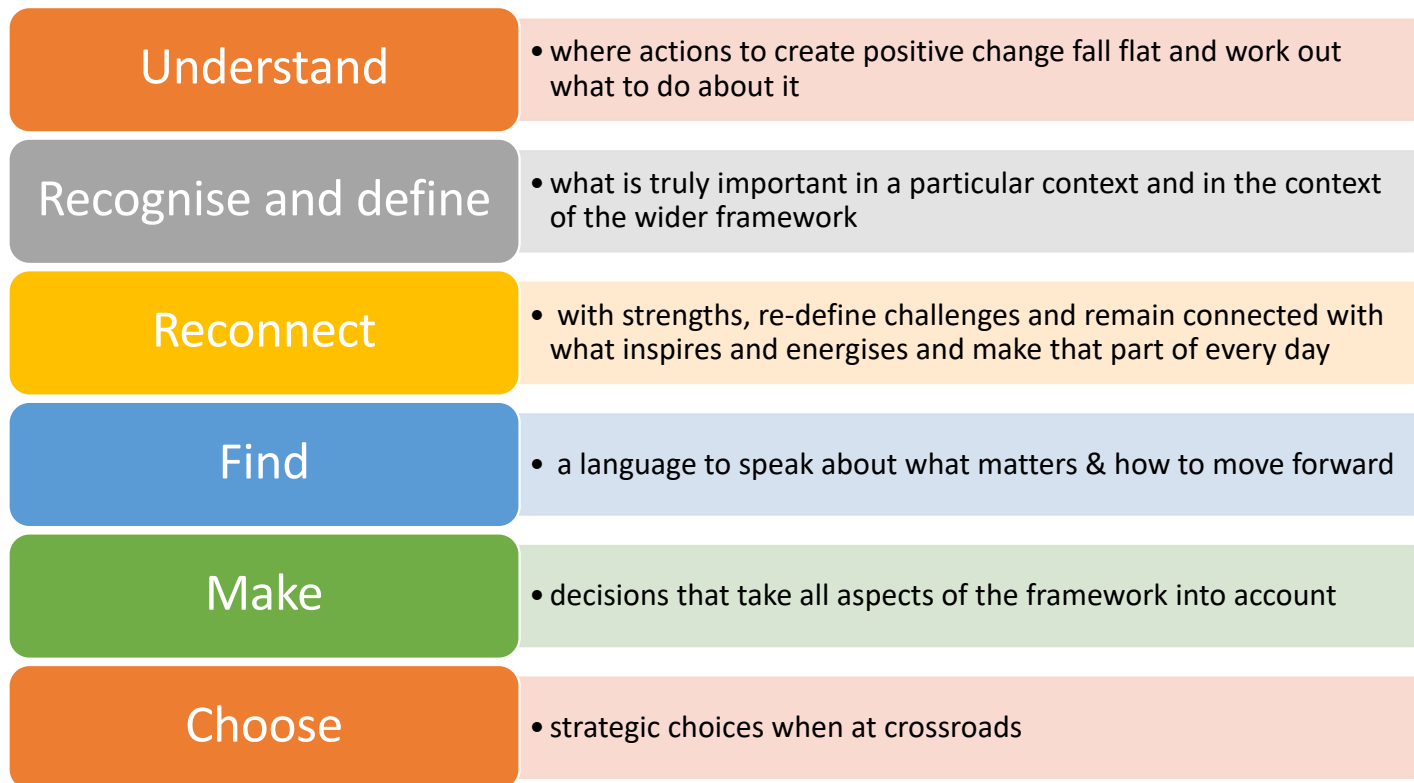 Understand
• where actions to create positive change fall flat and work out
what to do about it
Recognise and define
• what is truly important in a particular context and in the context
of the wider framework
Reconnect
• with strengths, re-define challenges and remain connected with
what inspires and energises and make that part of every day
Find
• a language to speak about what matters & how to move forward
Make
• decisions that take all aspects of the framework into account
Choose
• strategic choices when at crossroads